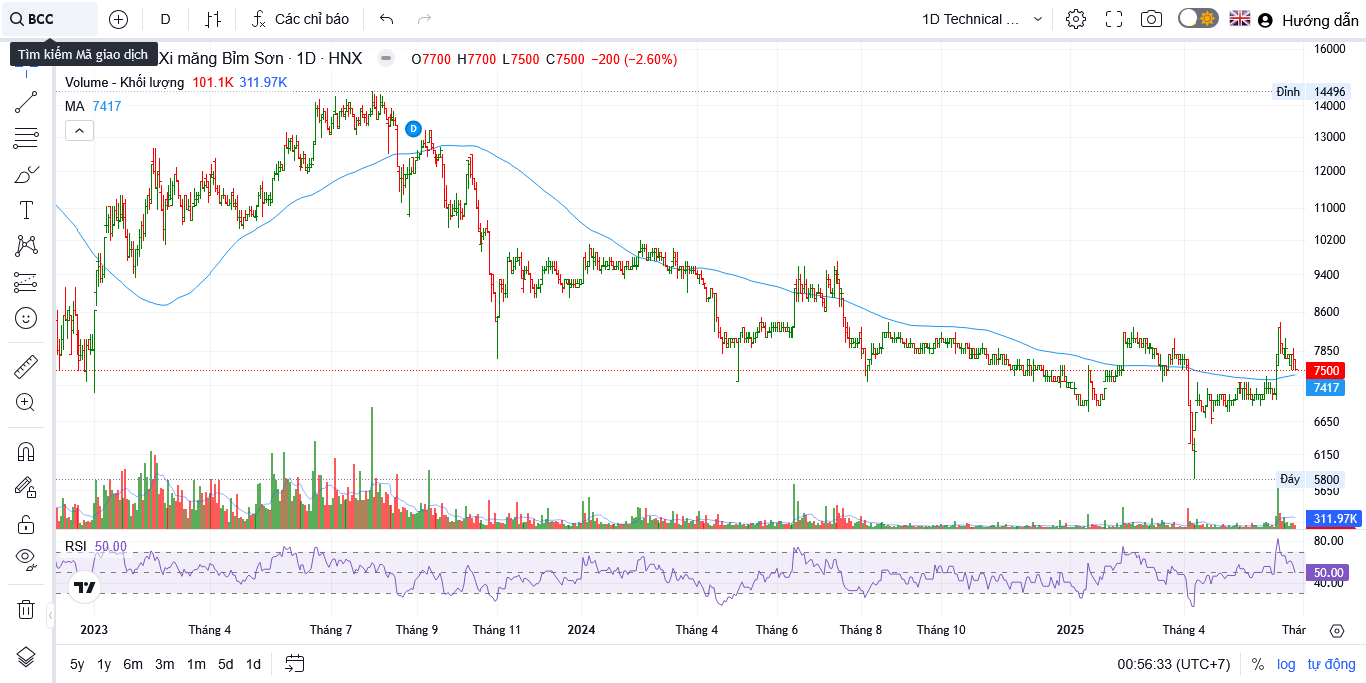 BCC
D
Các chỉ báo
1D Technical ...
Hướng dẫn
Tìm kiếm Mã giao dịch
Xi măng Bỉm Sơn · 1D · HNX
O7700 H7700 L7500 C7500 −200 (−2.60%)
Volume - Khối lượng 101.1K 311.97K
MA 7417
D
16000
Đỉnh 14496
14000
13000
12000
11000
10200
9400
8600
7850
7500
7417
6650
6150
Đáy 5800
5650
311.97K
RSI 50.00
80.00
50.00
40.00
2023 Tháng 4 Tháng 7 Tháng 9 Tháng 11 2024 Tháng 4 Tháng 6 Tháng 8 Tháng 10 2025 Tháng 4 Thár
5y 1y 6m 3m 1m 5d 1d
00:56:33 (UTC+7) % log tự động